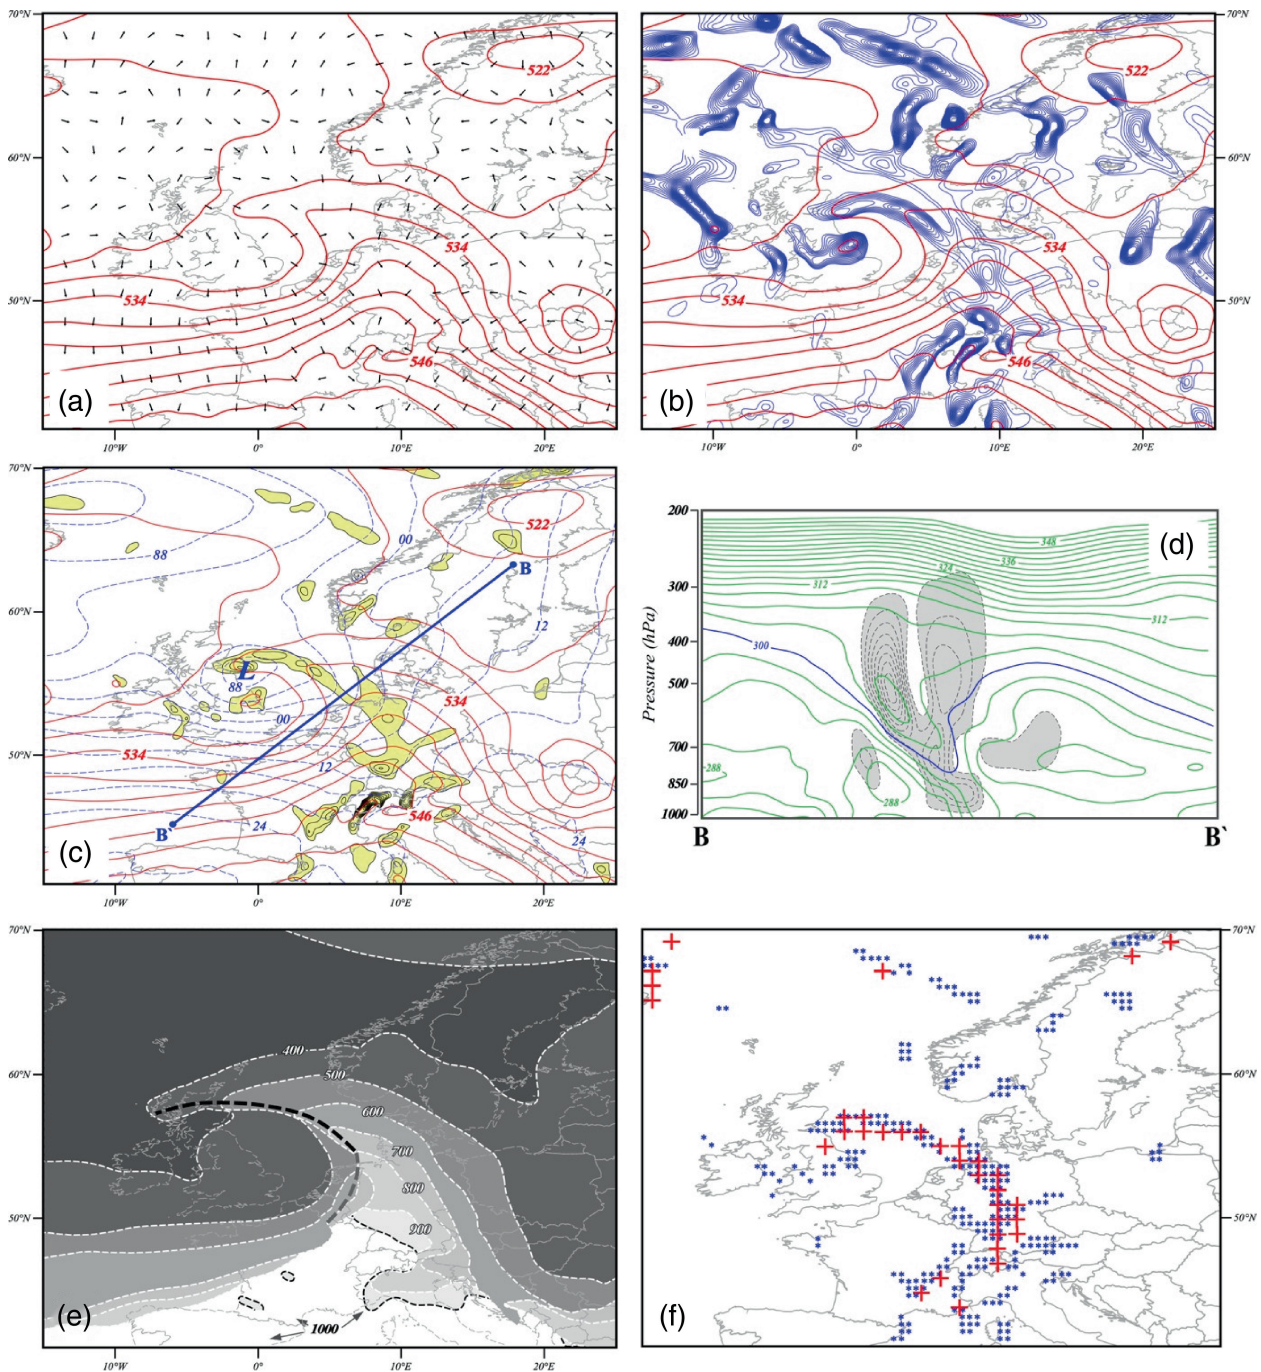 70°N
60°N
50°N
522
534
534
546
(a)
10°W 0° 10°E 20°E
70°N
60°N
50°N
522
534
534
546
(b)
10°W 0° 10°E 20°E
70°N
60°N
50°N
88
00
522
B
12
L
88
00
534
534
12
24
B`
546
24
(c)
10°W 0° 10°E 20°E
200
300
400
500
700
850
1000
Pressure (hPa)
348
336
324
312
312
300
288
288
(d)
B B`
70°N
60°N
50°N
400
500
600
700
800
900
1000
(e)
10°W 0° 10°E 20°E
70°N
60°N
50°N
(f)